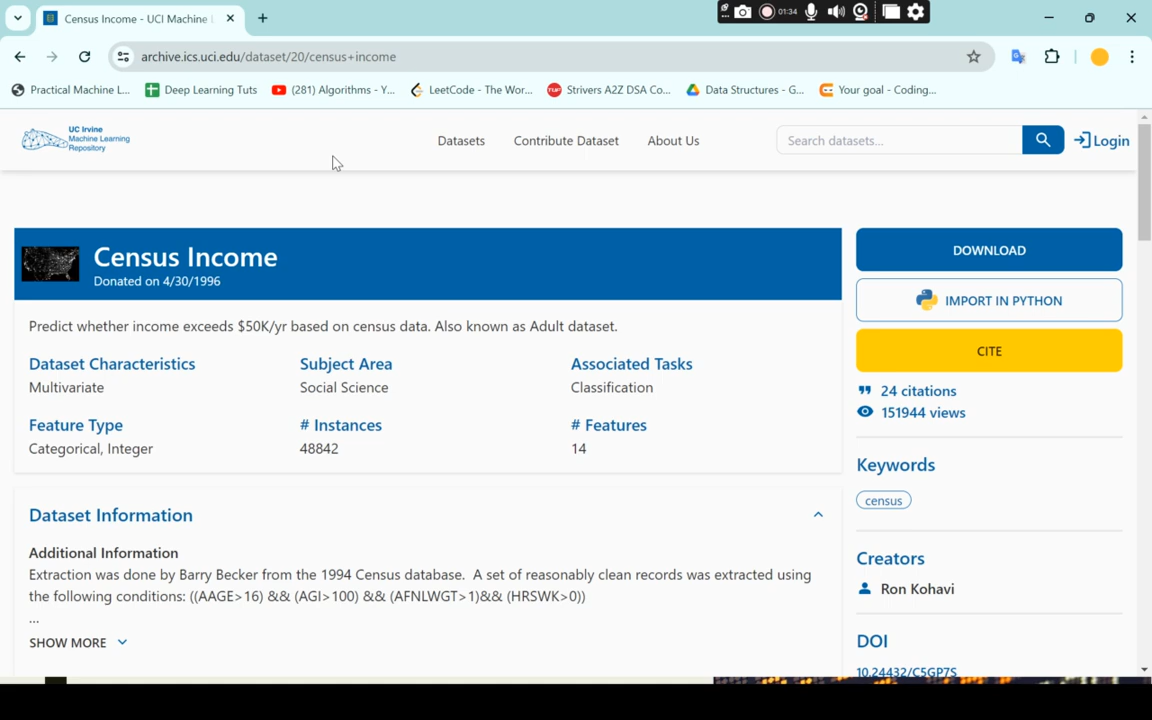 Census Income - UCI Machine L
01:34
archive.ics.uci.edu/dataset/20/census+income
Practical Machine L...
Deep Learning Tuts
(281) Algorithms - Y...
LeetCode - The Wor...
Strivers A2Z DSA Co...
Data Structures - G...
Your goal - Coding...
UC Irvine
Machine Learning
Repository
Datasets
Contribute Dataset
About Us
Search datasets...
Login
Census Income
Donated on 4/30/1996
Predict whether income exceeds $50K/yr based on census data. Also known as Adult dataset.
Dataset Characteristics
Multivariate
Subject Area
Social Science
Associated Tasks
Classification
Feature Type
Categorical, Integer
# Instances
48842
# Features
14
Dataset Information
Additional Information
Extraction was done by Barry Becker from the 1994 Census database.  A set of reasonably clean records was extracted using
the following conditions: ((AAGE>16) && (AGI>100) && (AFNLWGT>1)&& (HRSWK>0))
...
SHOW MORE
DOWNLOAD
IMPORT IN PYTHON
CITE
24 citations
151944 views
Keywords
census
Creators
Ron Kohavi
DOI
10.24432/C5GP7S